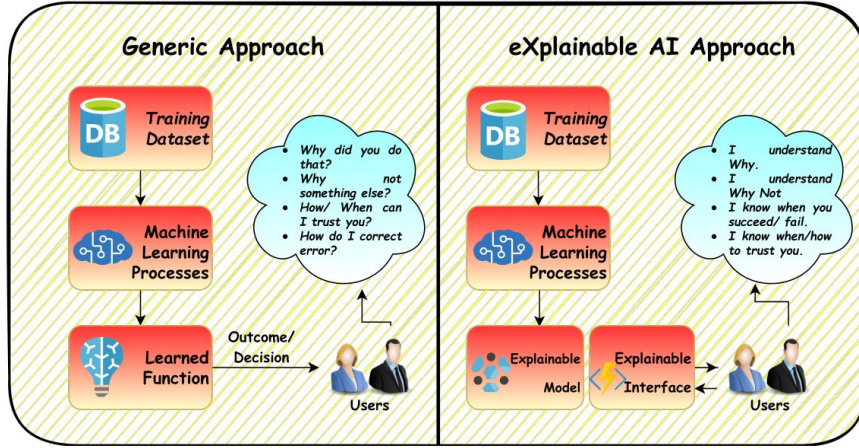 Generic Approach
DB
Training
Dataset
Machine
Learning
Processes
Learned
Function
Outcome/
Decision
• Why did you do
that?
• Why not
something else?
• How/ When can
I trust you?
• How do I correct
error?
Users
eXplainable AI Approach
DB
Training
Dataset
Machine
Learning
Processes
Explainable
Model
Explainable
Interface
• I understand
Why.
• I understand
Why Not
• I know when you
succeed/ fail.
• I know when/how
to trust you.
Users